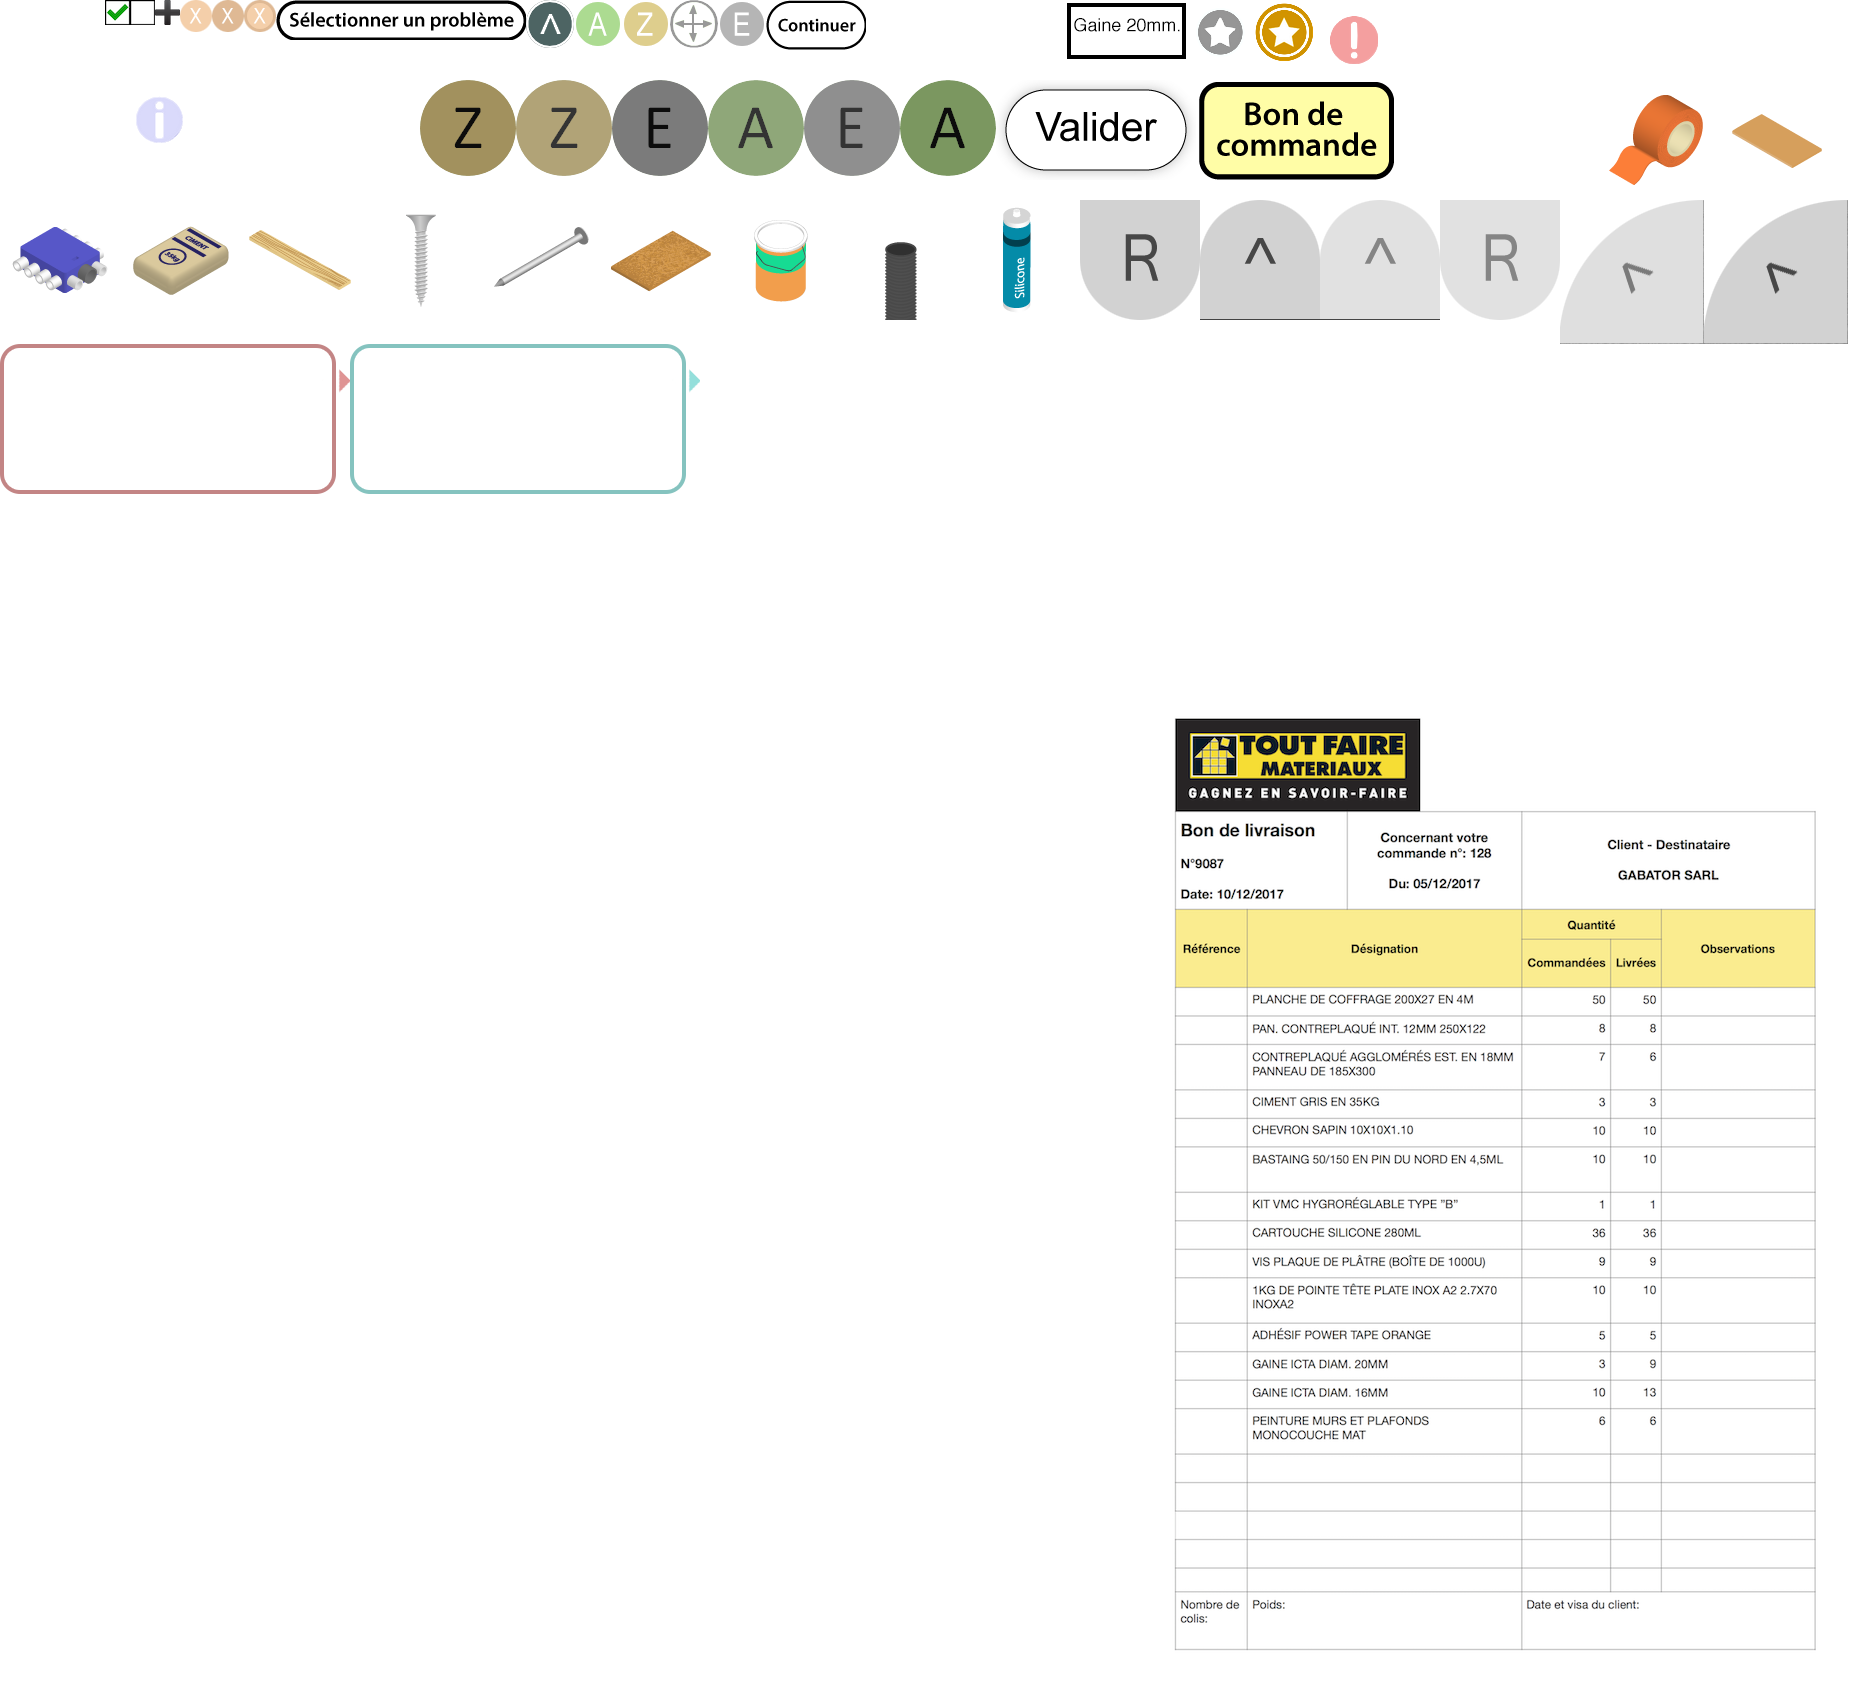 X X X Sélectionner un problème Λ A Z E Continuer Gaine 20mm.
Z Z E A E A Valider Bon de
commande
CIMENT
35kg
Silicone
R ^ ^ R ^ ^
TOUT FAIRE
MATERIAUX
GAGNEZ EN SAVOIR-FAIRE
Bon de livraison
N°9087
Date: 10/12/2017
Concernant votre
commande n°: 128
Du: 05/12/2017
Client - Destinataire
GABATOR SARL
Référence Désignation Quantité Observations
Commandées Livrées
PLANCHE DE COFFRAGE 200X27 EN 4M 50 50
PAN. CONTREPLAQUÉ INT. 12MM 250X122 8 8
CONTREPLAQUÉ AGGLOMÉRÉS EST. EN 18MM 7 6
PANNEAU DE 185X300
CIMENT GRIS EN 35KG 3 3
CHEVRON SAPIN 10X10X1.10 10 10
BASTAING 50/150 EN PIN DU NORD EN 4,5ML 10 10
KIT VMC HYGRORÉGLABLE TYPE "B" 1 1
CARTOUCHE SILICONE 280ML 36 36
VIS PLAQUE DE PLÂTRE (BOÎTE DE 1000U) 9 9
1KG DE POINTE TÊTE PLATE INOX A2 2.7X70 10 10
INOXA2
ADHÉSIF POWER TAPE ORANGE 5 5
GAINE ICTA DIAM. 20MM 3 9
GAINE ICTA DIAM. 16MM 10 13
PEINTURE MURS ET PLAFONDS 6 6
MONOCOUCHE MAT
Nombre de Poids: Date et visa du client:
colis: